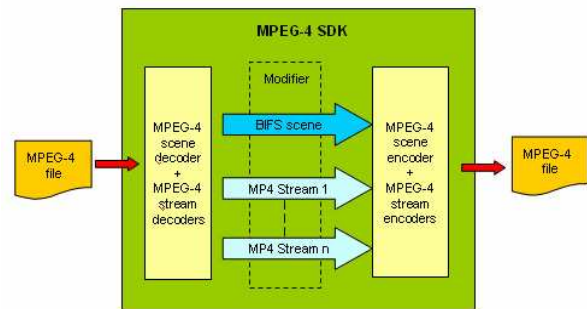 MPEG-4 SDK
Modifier
MPEG-4
file
MPEG-4
scene
decoder
+
MPEG-4
stream
decoders
BIFS scene
MP4 Stream 1
MP4 Stream n
MPEG-4
scene
encoder
+
MPEG-4
stream
encoders
MPEG-4
file